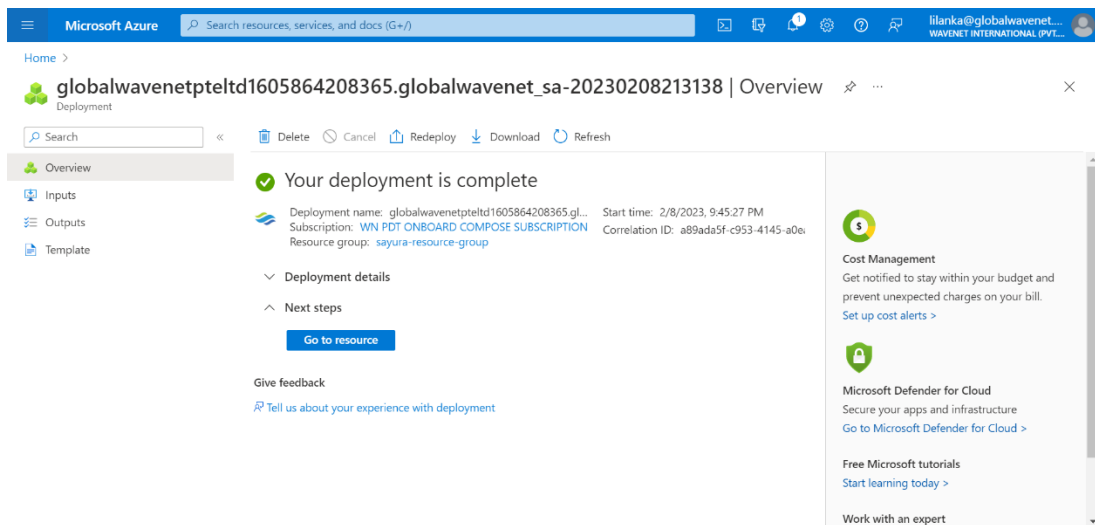 Microsoft Azure
Search resources, services, and docs (G+/)
1
lilanka@globalwavenet....
WAVENET INTERNATIONAL (PVT....
Home >
globalwavenetpteltd1605864208365.globalwavenet_sa-20230208213138 | Overview
Deployment
Search
Delete Cancel Redeploy Download Refresh
Overview
Inputs
Outputs
Template
Your deployment is complete
Deployment name: globalwavenetpteltd1605864208365.gl...
Subscription: WN PDT ONBOARD COMPOSE SUBSCRIPTION
Resource group: sayura-resource-group
Start time: 2/8/2023, 9:45:27 PM
Correlation ID: a89ada5f-c953-4145-a0ea
Deployment details
Next steps
Go to resource
Give feedback
Tell us about your experience with deployment
$
Cost Management
Get notified to stay within your budget and
prevent unexpected charges on your bill.
Set up cost alerts >
Microsoft Defender for Cloud
Secure your apps and infrastructure
Go to Microsoft Defender for Cloud >
Free Microsoft tutorials
Start learning today >
Work with an expert